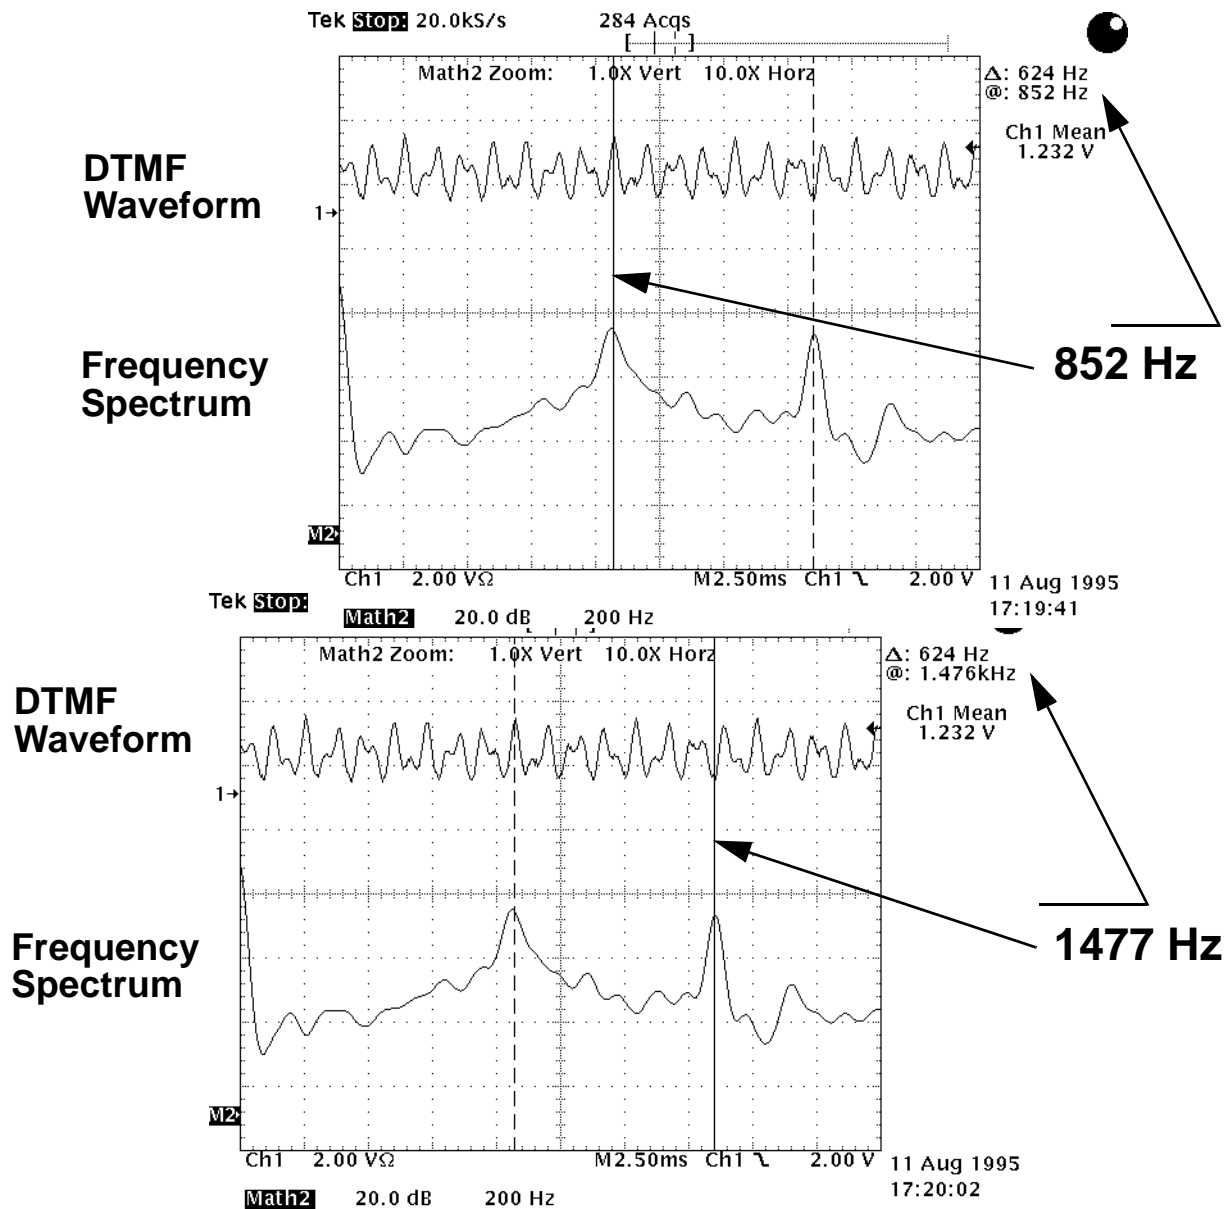 Tek Stop: 20.0kS/s 284 Acqs
Math2 Zoom: 1.0X Vert 10.0X Horz
Δ: 624 Hz
@: 852 Hz
Ch1 Mean
1.232 V
DTMF
Waveform
1→
852 Hz
Frequency
Spectrum
M2
Ch1 2.00 VΩ M2.50ms Ch1 2.00 V
11 Aug 1995
17:19:41
Tek Stop:
Math2 20.0 dB 200 Hz
Math2 Zoom: 1.0X Vert 10.0X Horz
Δ: 624 Hz
@: 1.476kHz
Ch1 Mean
1.232 V
DTMF
Waveform
1→
1477 Hz
Frequency
Spectrum
M2
Ch1 2.00 VΩ M2.50ms Ch1 2.00 V
11 Aug 1995
17:20:02
Math2 20.0 dB 200 Hz